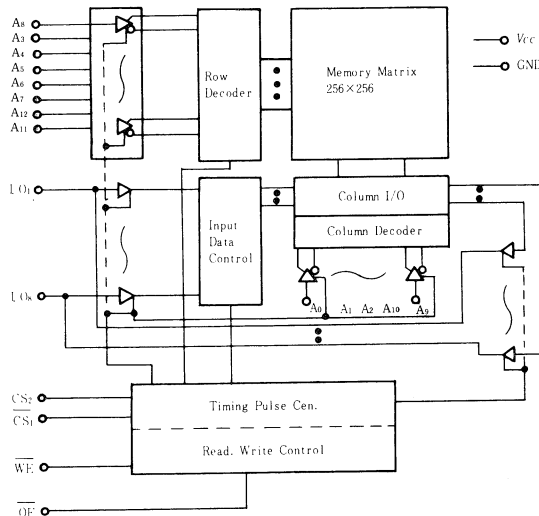 A8
A3
A4
A5
A6
A7
A12
A11
Row
Decoder
Memory Matrix
256×256
Vcc
GND
I/O1
Input
Data
Control
Column I/O
Column Decoder
I/O8
A0 A1 A2 A10 A9
CS2
CS1
Timing Pulse Cen.
Read. Write Control
WE
OE